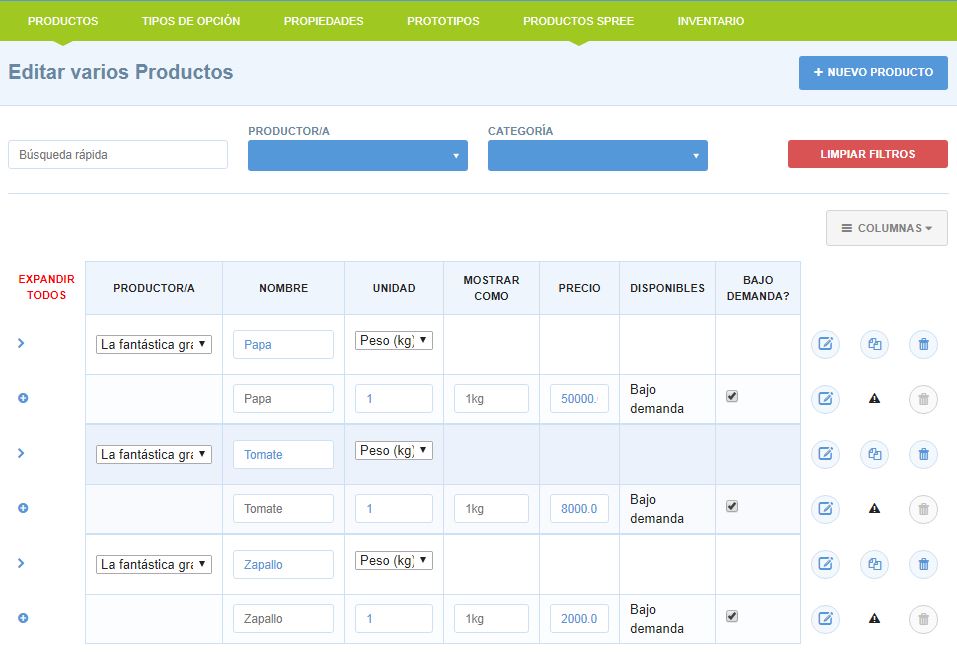 PRODUCTOS TIPOS DE OPCIÓN PROPIEDADES PROTOTIPOS PRODUCTOS SPREE INVENTARIO
Editar varios Productos
+ NUEVO PRODUCTO
PRODUCTOR/A CATEGORÍA
Búsqueda rápida
LIMPIAR FILTROS
COLUMNAS
EXPANDIR TODOS
PRODUCTOR/A NOMBRE UNIDAD MOSTRAR COMO PRECIO DISPONIBLES BAJO DEMANDA?
La fantástica gra Papa Peso (kg)
Papa 1 1kg 50000. Bajo demanda
La fantástica gra Tomate Peso (kg)
Tomate 1 1kg 8000.0 Bajo demanda
La fantástica gra Zapallo Peso (kg)
Zapallo 1 1kg 2000.0 Bajo demanda